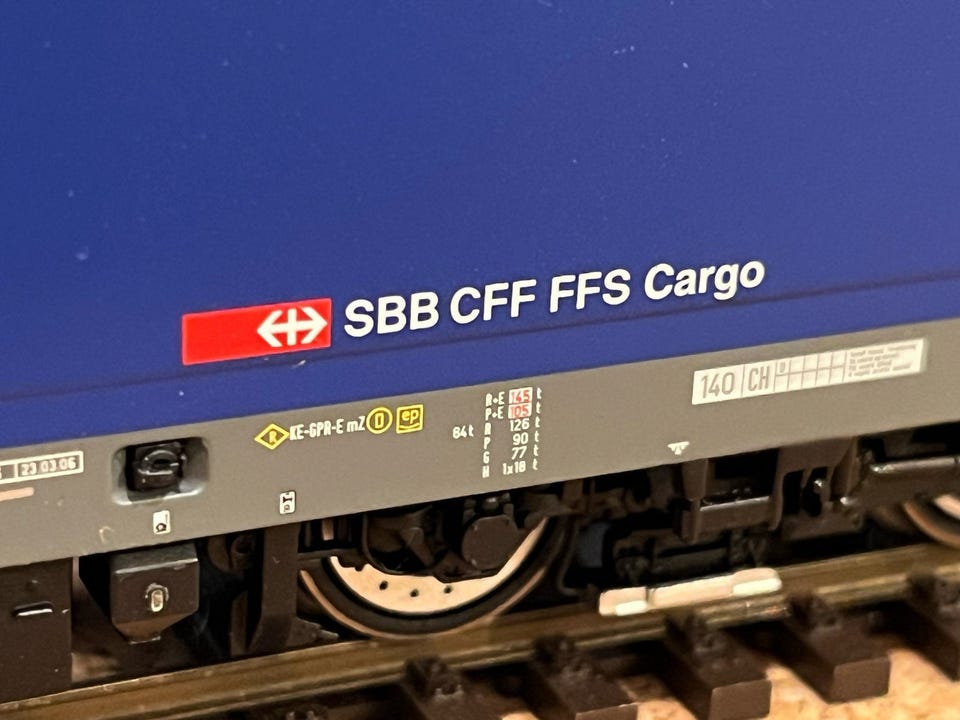 SBB CFF FFS Cargo
140 CH
R
KE-GPR-E mZ
D
ep
84t
R+E 145 t
P+E 105 t
R 126 t
P 90 t
G 77 t
H 1x18 t
23.03.06